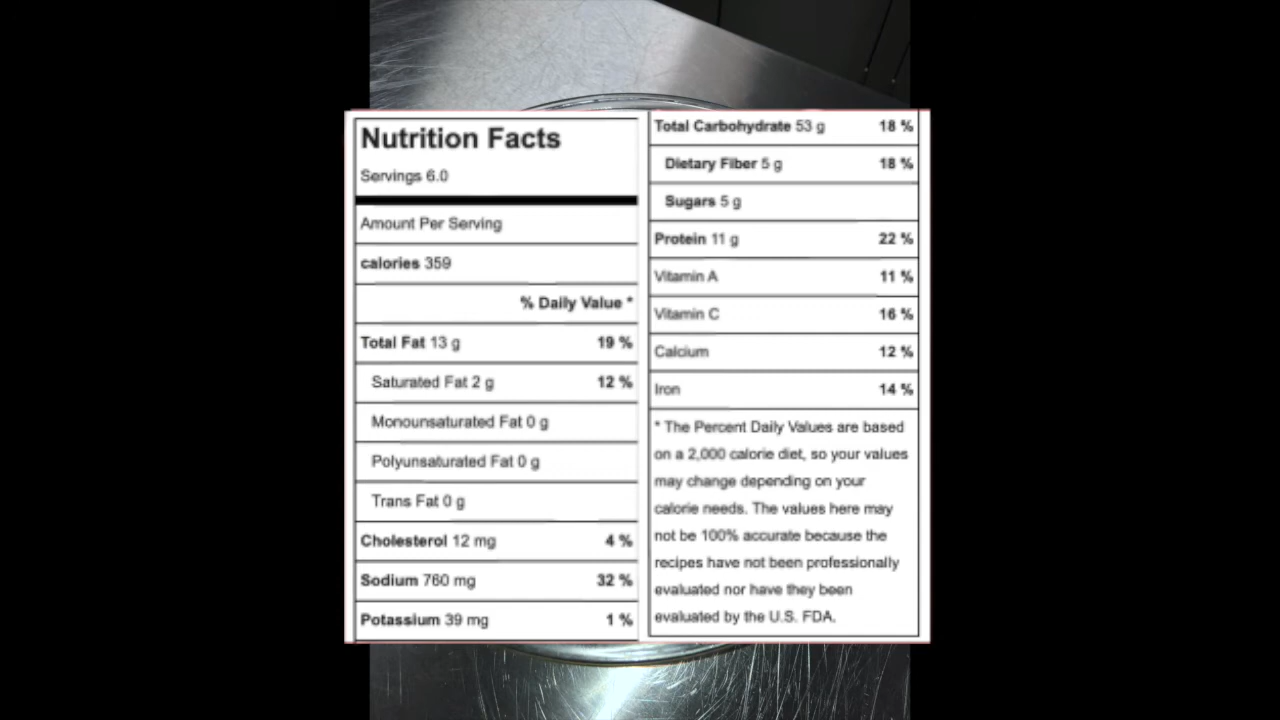 Nutrition Facts
Servings 6.0
Amount Per Serving
calories 359
% Daily Value *
Total Fat 13 g 19 %
Saturated Fat 2 g 12 %
Monounsaturated Fat 0 g
Polyunsaturated Fat 0 g
Trans Fat 0 g
Cholesterol 12 mg 4 %
Sodium 760 mg 32 %
Potassium 39 mg 1 %
Total Carbohydrate 53 g 18 %
Dietary Fiber 5 g 18 %
Sugars 5 g
Protein 11 g 22 %
Vitamin A 11 %
Vitamin C 16 %
Calcium 12 %
Iron 14 %
* The Percent Daily Values are based
on a 2,000 calorie diet, so your values
may change depending on your
calorie needs. The values here may
not be 100% accurate because the
recipes have not been professionally
evaluated nor have they been
evaluated by the U.S. FDA.